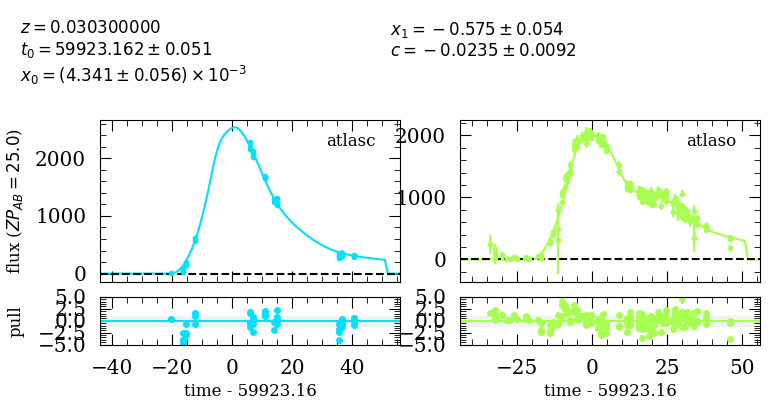 z = 0.030300000
t₀ = 59923.162 ± 0.051
x₀ = (4.341 ± 0.056) × 10⁻³
x₁ = −0.575 ± 0.054
c = −0.0235 ± 0.0092
flux (ZP_AB = 25.0)
2000
1000
0
atlasc
2000
1000
0
atlaso
pull
5.0
2.5
0.0
−2.5
−5.0
5.0
2.5
0.0
−2.5
−5.0
−40 −20 0 20 40
time - 59923.16
−25 0 25 50
time - 59923.16